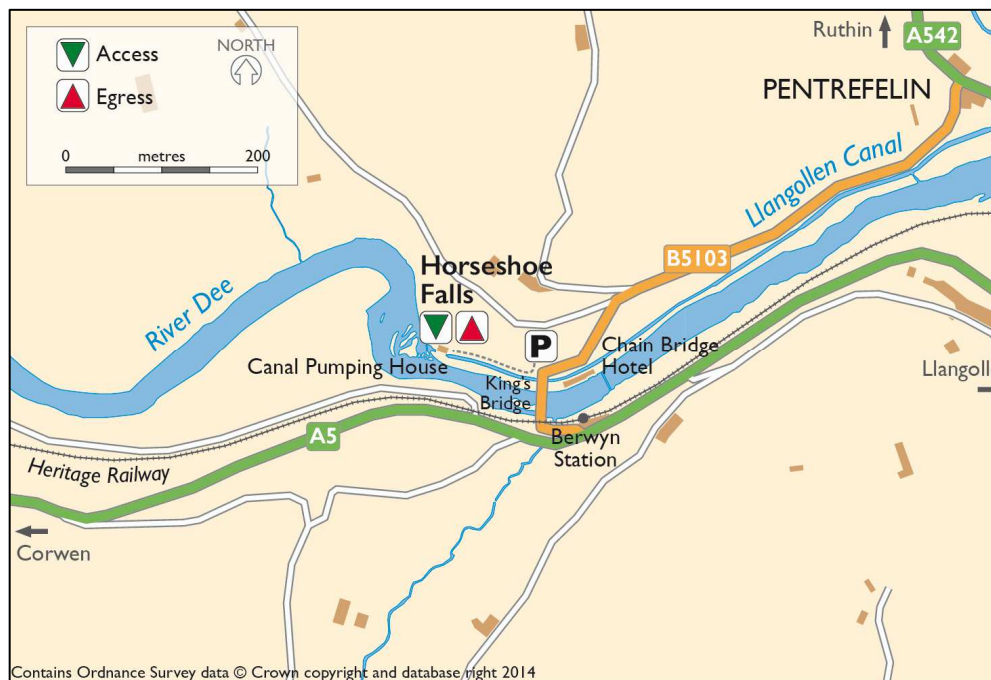 Access
Egress
NORTH
0 metres 200
Ruthin
A542
PENTREFELIN
Llangollen Canal
B5103
Horseshoe
Falls
River Dee
P
Canal Pumping House
King's
Bridge
Chain Bridge
Hotel
Llangoll
A5
Berwyn
Station
Heritage Railway
Corwen
Contains Ordnance Survey data © Crown copyright and database right 2014